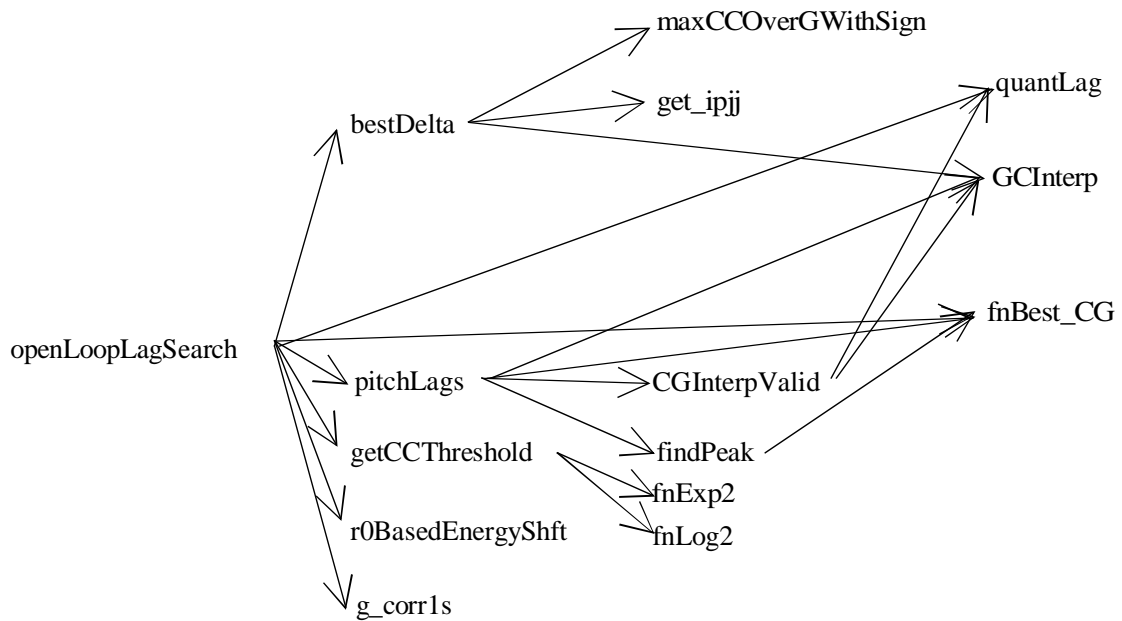 maxCCOverGWithSign
quantLag
get_ipjj
bestDelta
GCInterp
fnBest_CG
openLoopLagSearch
pitchLags
CGInterpValid
getCCThreshold
findPeak
fnExp2
r0BasedEnergyShft
fnLog2
g_corr1s